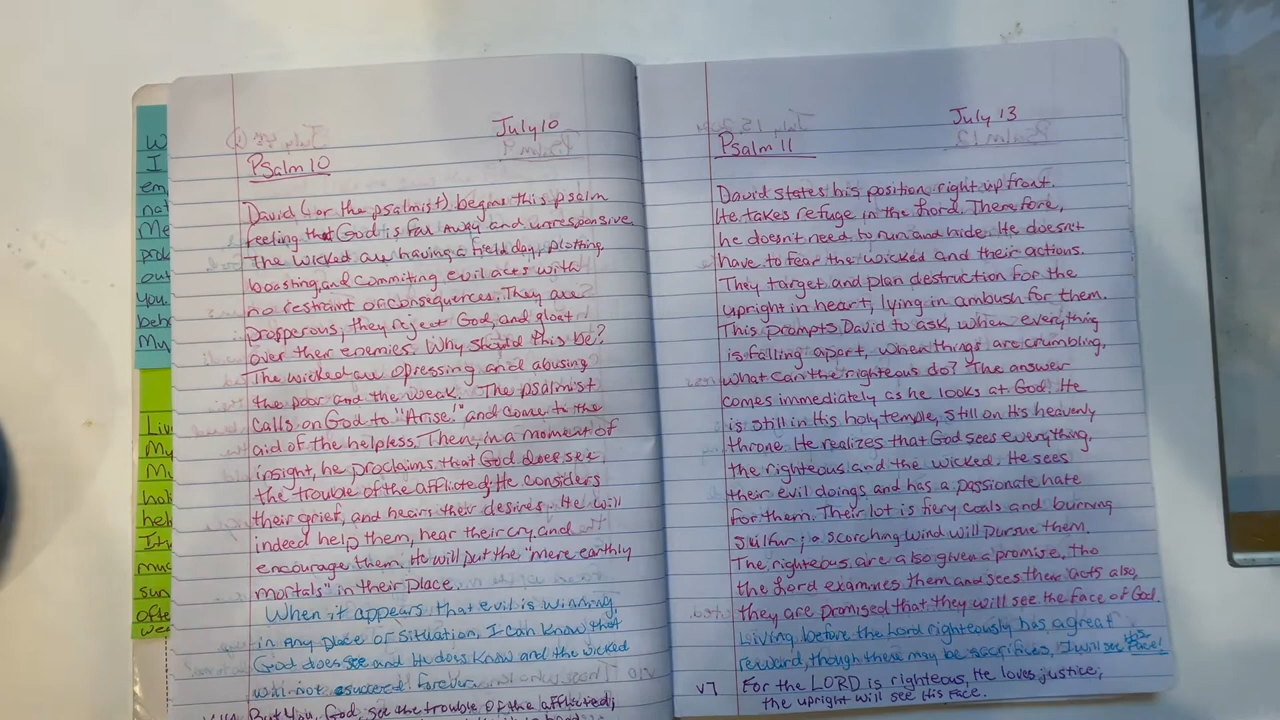 W
I
em
nat
Me
out
You
beh
My
Liv
My
My
hel
It
muc
sun
ofte
wee
July 10
Psalm 10
David (or the psalmist) begins this psalm
feeling that God is far away and unresponsive.
The wicked are having a field day, plotting,
boasting, and commiting evil acts with
no restraint or consequences. They are
prosperous, they reject God, and gloat
over their enemies. Why should this be?
The wicked are opressing and abusing
the poor and the weak. The psalmist
calls on God to "Arise!" and come to the
aid of the helpless. Then, in a moment of
insight, he proclaims that God does see
the trouble of the afflicted, He considers
their grief, and hears their desires. He will
indeed help them, hear their cry, and
encourage them. He will put the "mere earthly
mortals" in their place.
When it appears that evil is winning
in any place or situation, I can know that
God does see and He does know and the wicked
will not succeed forever.
But You, God, see the trouble of the afflicted;
July 13
Psalm 11
David states his position right up front.
He takes refuge in the Lord. Therefore,
he doesn't need to run and hide. He doesn't
have to fear the wicked and their actions.
They target and plan destruction for the
upright in heart, lying in ambush for them.
This prompts David to ask, when everything
is falling apart, when things are crumbling,
what can the righteous do? The answer
comes immediately as he looks at God. He
is still in His holy temple, still on His heavenly
throne. He realizes that God sees everything,
the righteous and the wicked. He sees
their evil doings and has a passionate hate
for them. Their lot is fiery coals and burning
sulfur; a scorching wind will pursue them.
The righteous are also given a promise, tho
the Lord examines them and sees their acts also,
they are promised that they will see the face of God.
Living before the Lord righteously has a great
reward, though there may be sacrifices, I will see His Face!
v7 For the LORD is righteous, He loves justice;
the upright will see His face.